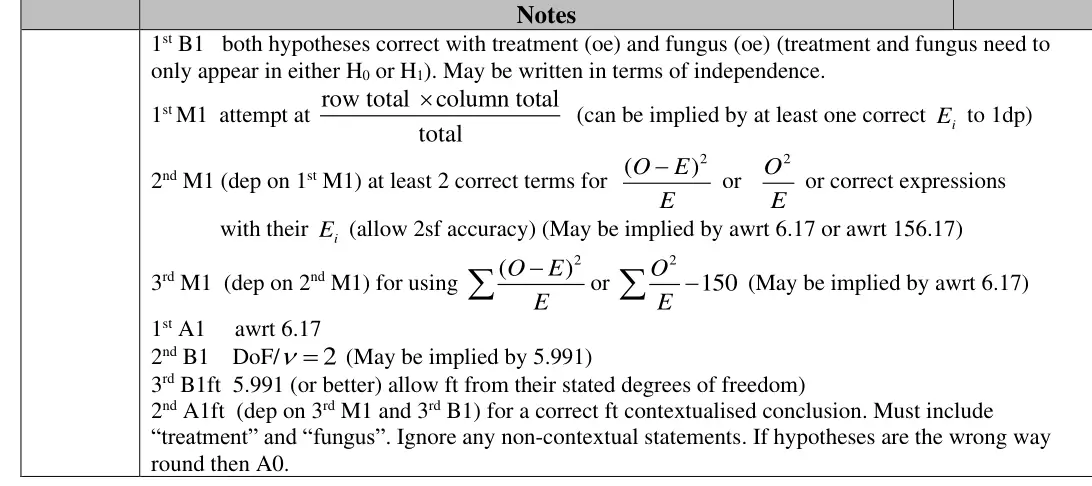 Notes
1st B1 both hypotheses correct with treatment (oe) and fungus (oe) (treatment and fungus need to
only appear in either H0 or H1). May be written in terms of independence.
1st M1 attempt at (row total × column total)/total (can be implied by at least one correct E_i to 1dp)
2nd M1 (dep on 1st M1) at least 2 correct terms for (O − E)²/E or O²/E or correct expressions
with their E_i (allow 2sf accuracy) (May be implied by awrt 6.17 or awrt 156.17)
3rd M1 (dep on 2nd M1) for using ∑(O − E)²/E or ∑O²/E − 150 (May be implied by awrt 6.17)
1st A1 awrt 6.17
2nd B1 DoF/ν = 2 (May be implied by 5.991)
3rd B1ft 5.991 (or better) allow ft from their stated degrees of freedom)
2nd A1ft (dep on 3rd M1 and 3rd B1) for a correct ft contextualised conclusion. Must include
“treatment” and “fungus”. Ignore any non-contextual statements. If hypotheses are the wrong way
round then A0.